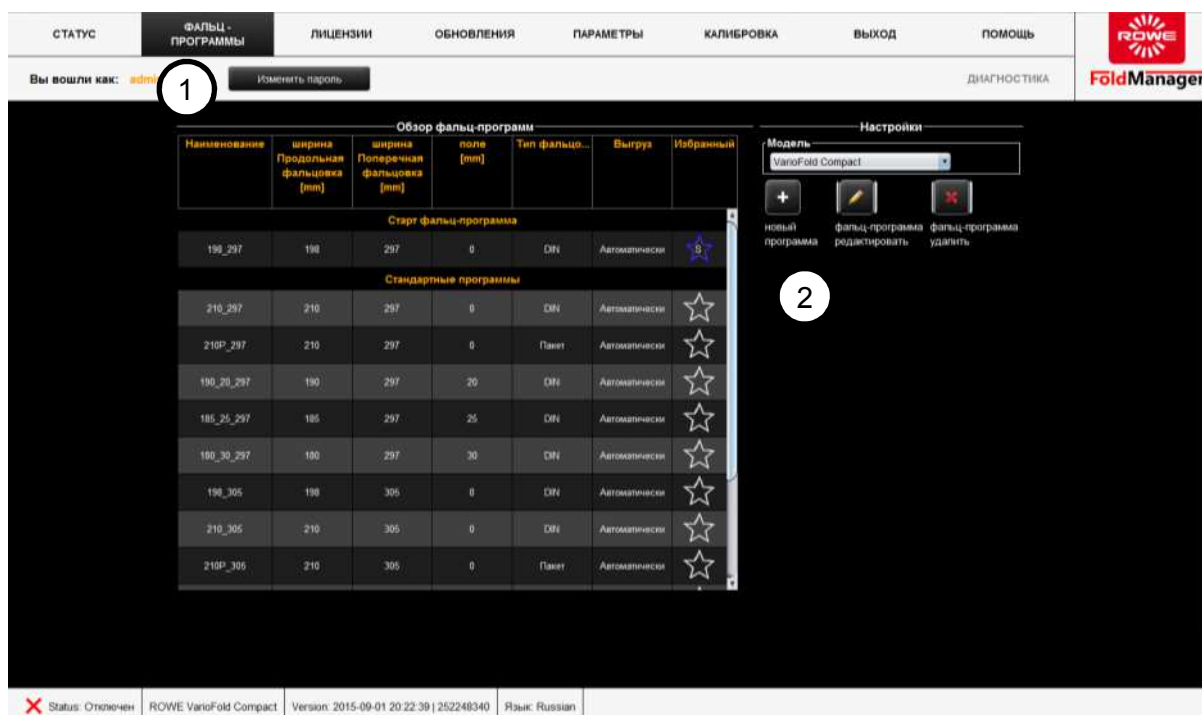 СТАТУС
ФАЛЬЦ -
ПРОГРАММЫ
ЛИЦЕНЗИИ
ОБНОВЛЕНИЯ
ПАРАМЕТРЫ
КАЛИБРОВКА
ВЫХОД
ПОМОЩЬ
ROWE
FoldManager
Вы вошли как:
1
Изменить пароль
ДИАГНОСТИКА
Обзор фальц-программ
Наименование
ширина
Продольная
фальцовка
[mm]
ширина
Поперечная
фальцовка
[mm]
поле
[mm]
Тип фальцо...
Выгруз
Избранный
Старт фальц-программа
198_297 198 297 0 DIN Автоматически S
Стандартные программы
210_297 210 297 0 DIN Автоматически
210P_297 210 297 0 Пакет Автоматически
190_20_297 190 297 20 DIN Автоматически
185_25_297 185 297 25 DIN Автоматически
180_30_297 180 297 30 DIN Автоматически
198_305 198 305 0 DIN Автоматически
210_305 210 305 0 DIN Автоматически
210P_305 210 305 0 Пакет Автоматически
Настройки
Модель
VarioFold Compact
новый
программа
фальц-программа
редактировать
фальц-программа
удалить
2
Status: Отключен
ROWE VarioFold Compact
Version: 2015-09-01 20:22:39 | 252248340
Язык: Russian